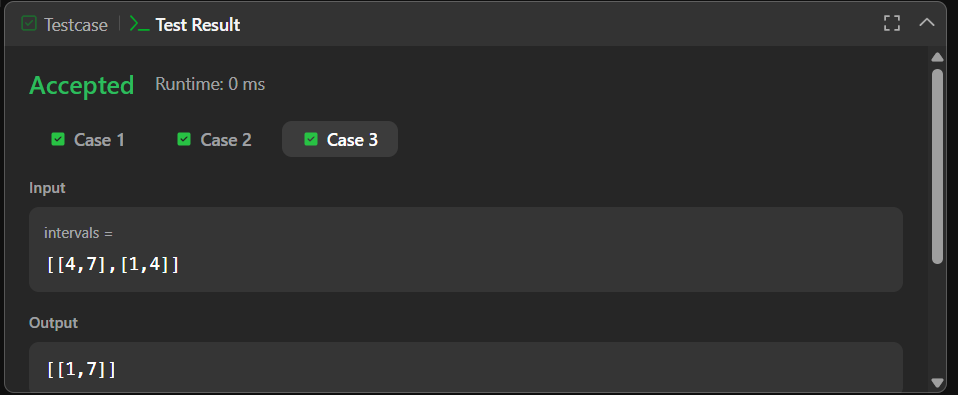 Testcase Test Result
Accepted Runtime: 0 ms
Case 1 Case 2 Case 3
Input
intervals =
[[4,7],[1,4]]
Output
[[1,7]]